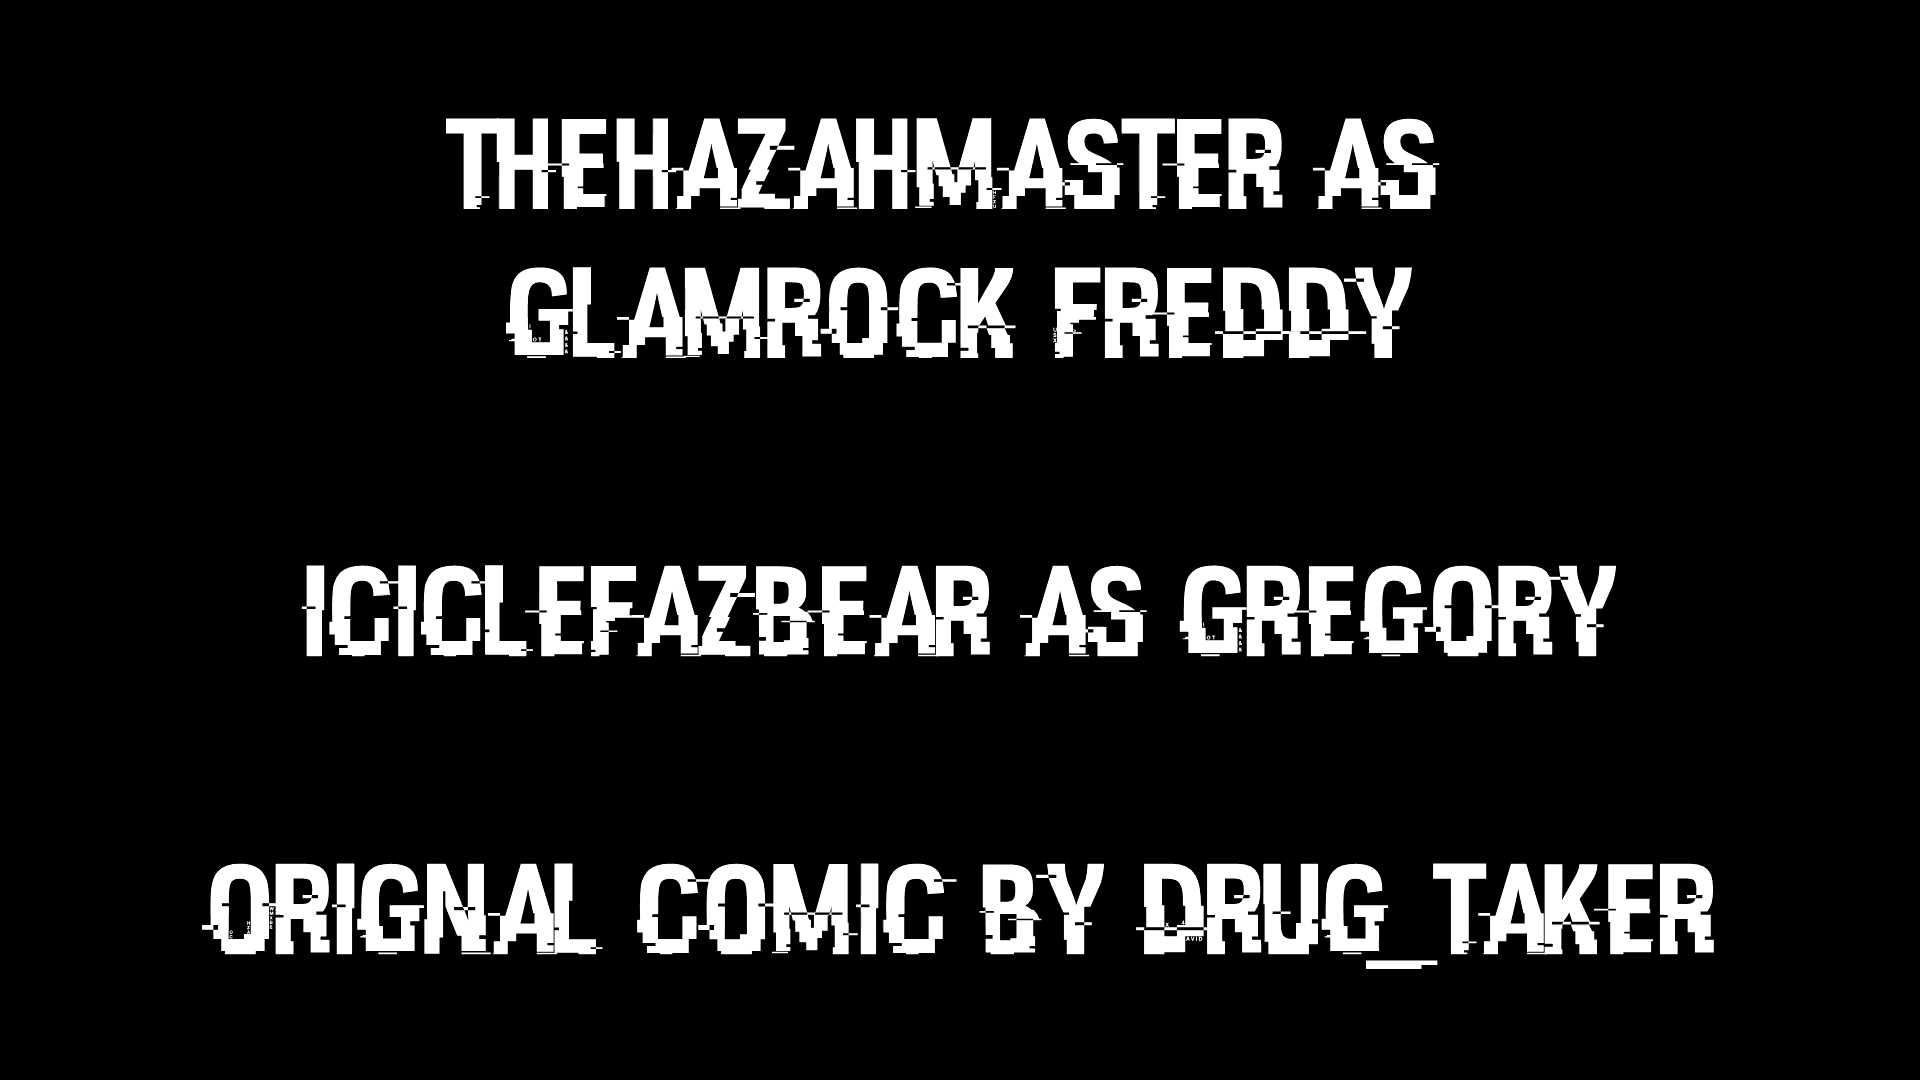 THEHAZAHMASTER AS
GLAMROCK FREDDY
ICICLEFAZBEAR AS GREGORY
ORIGNAL COMIC BY DRUG_TAKER